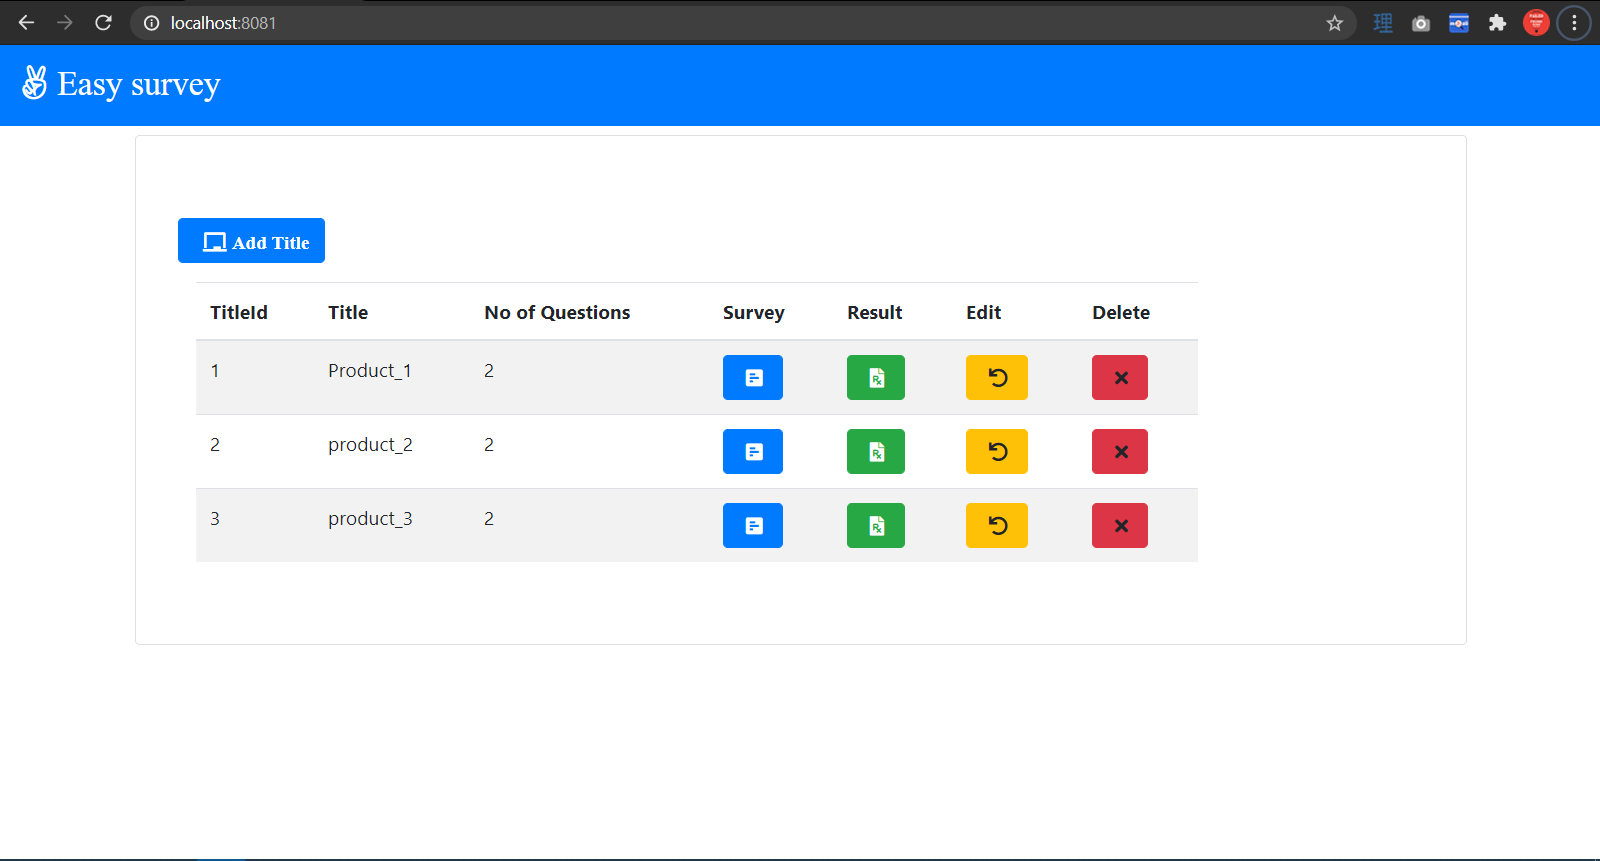 localhost:8081
Easy survey
Add Title
TitleId Title No of Questions Survey Result Edit Delete
1 Product_1 2
2 product_2 2
3 product_3 2